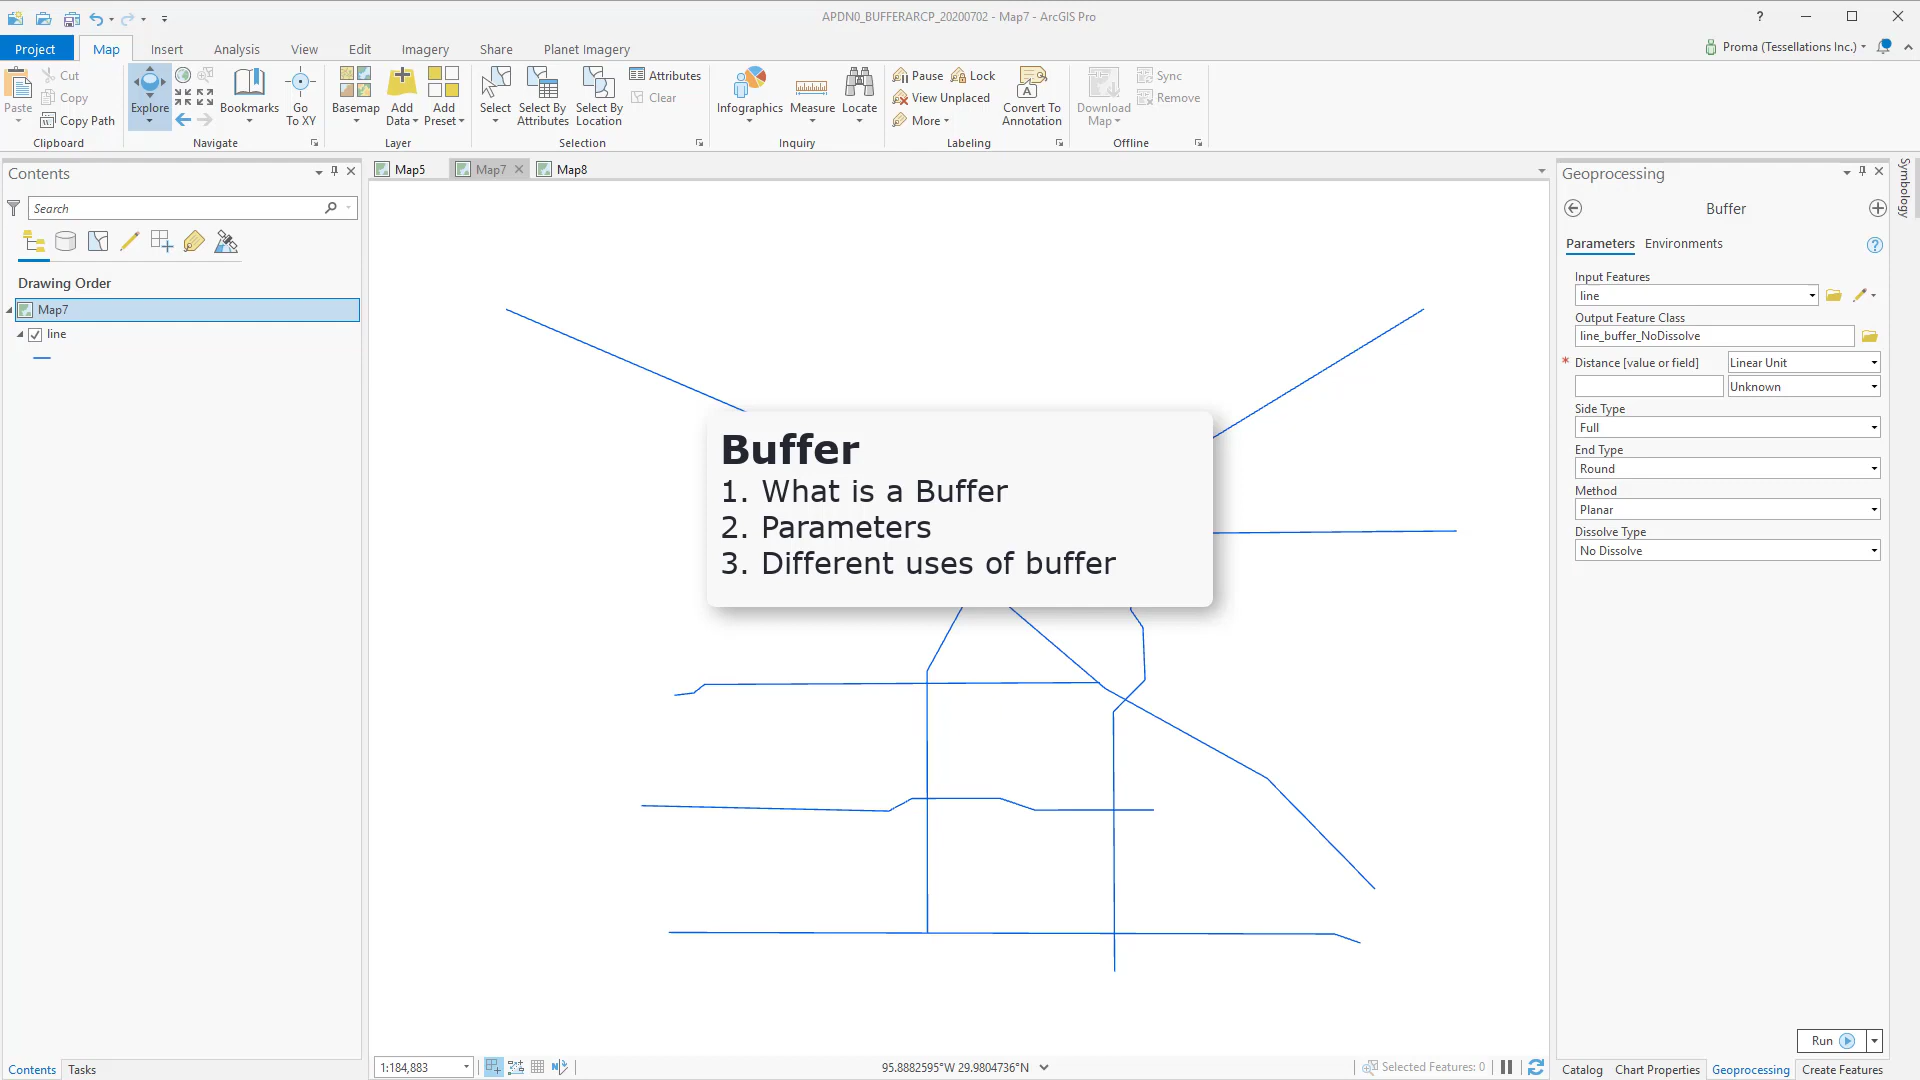 APDN0_BUFFERARCP_20200702 - Map7 - ArcGIS Pro
?
Project
Map
Insert
Analysis
View
Edit
Imagery
Share
Planet Imagery
Proma (Tessellations Inc.)
Paste
Cut
Copy
Copy Path
Clipboard
Explore
Bookmarks
Go
To XY
Navigate
Basemap
Add
Data
Add
Preset
Layer
Select
Select By
Attributes
Select By
Location
Attributes
Clear
Selection
Infographics
Measure
Locate
Inquiry
Pause
Lock
View Unplaced
More
Convert To
Annotation
Labeling
Download
Map
Sync
Remove
Offline
Contents
Search
Drawing Order
Map7
line
Map5
Map7
Map8
Buffer
1. What is a Buffer
2. Parameters
3. Different uses of buffer
Geoprocessing
Symbology
Buffer
Parameters
Environments
?
Input Features
line
Output Feature Class
line_buffer_NoDissolve
* Distance [value or field]
Linear Unit
Unknown
Side Type
Full
End Type
Round
Method
Planar
Dissolve Type
No Dissolve
Run
1:184,883
95.8882595°W 29.9804736°N
Selected Features: 0
Contents
Tasks
Catalog
Chart Properties
Geoprocessing
Create Features